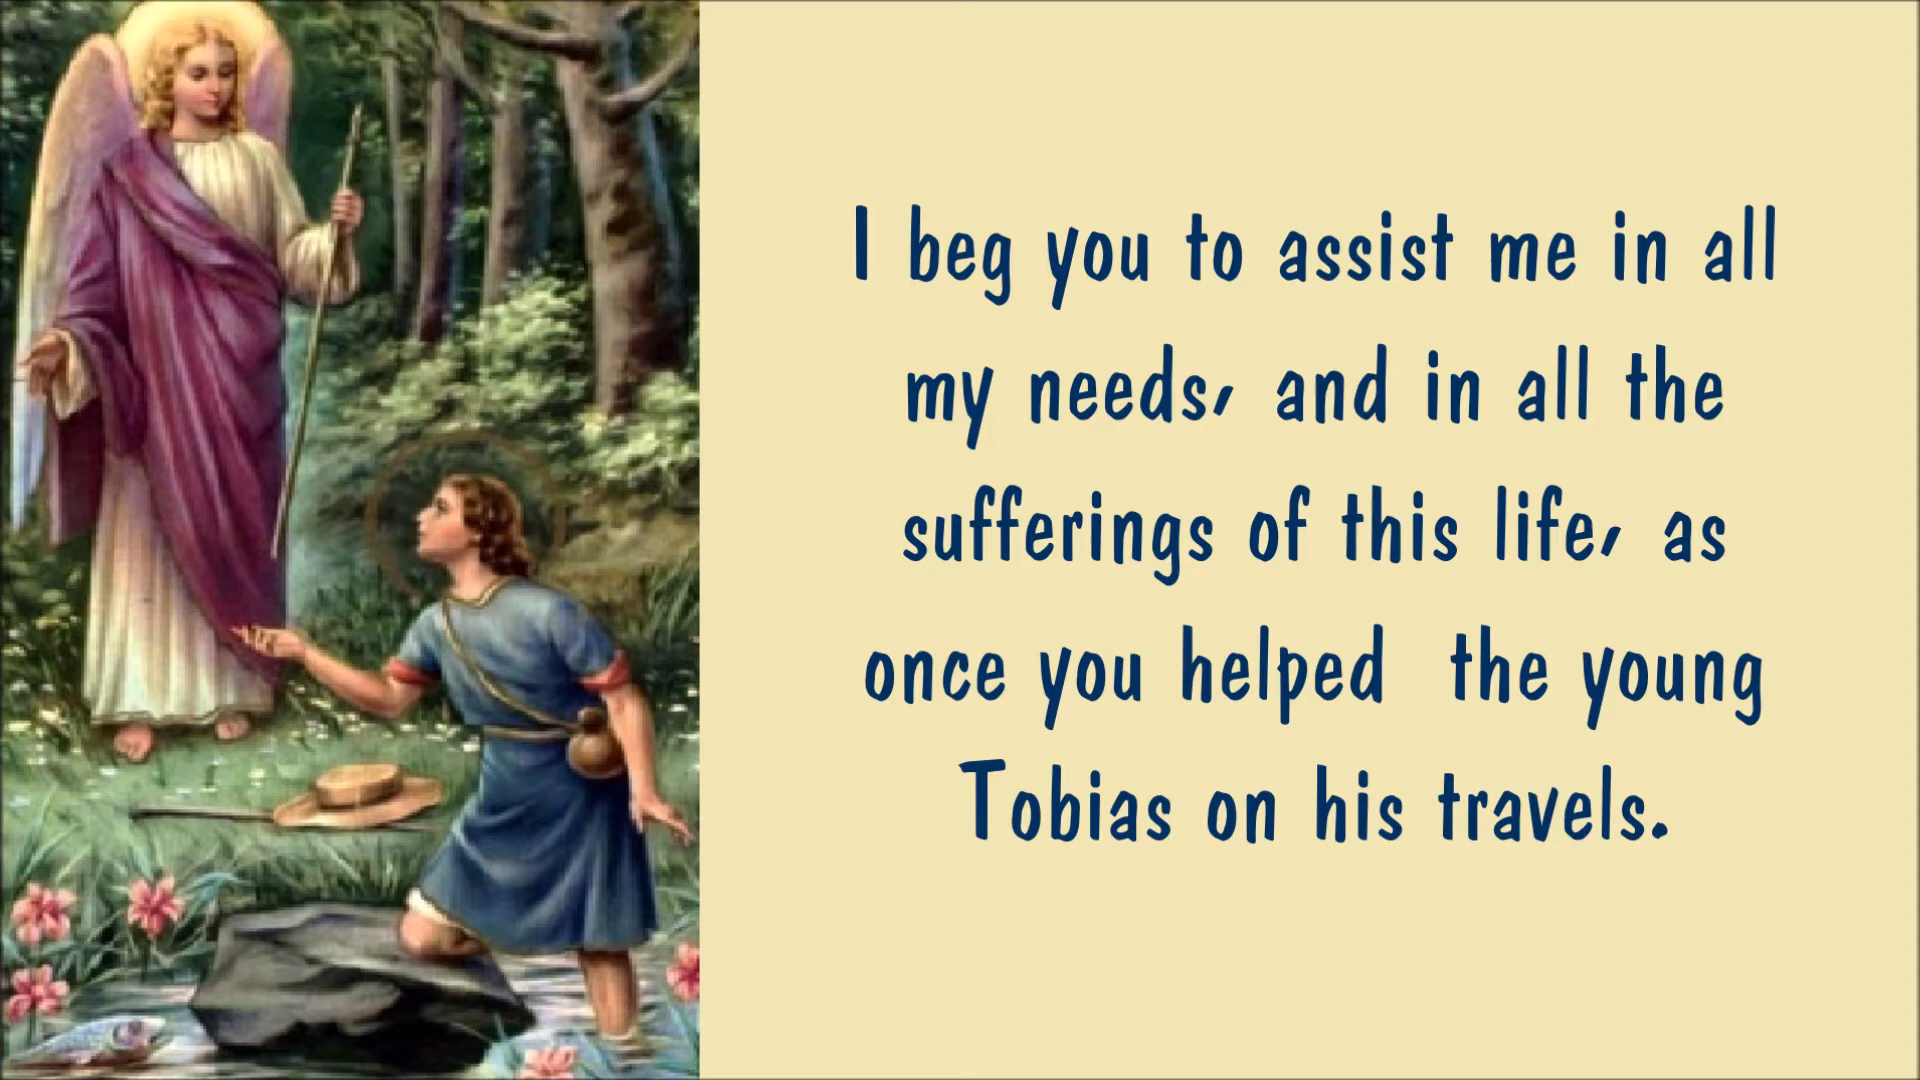 I beg you to assist me in all
my needs, and in all the
sufferings of this life, as
once you helped  the young
Tobias on his travels.